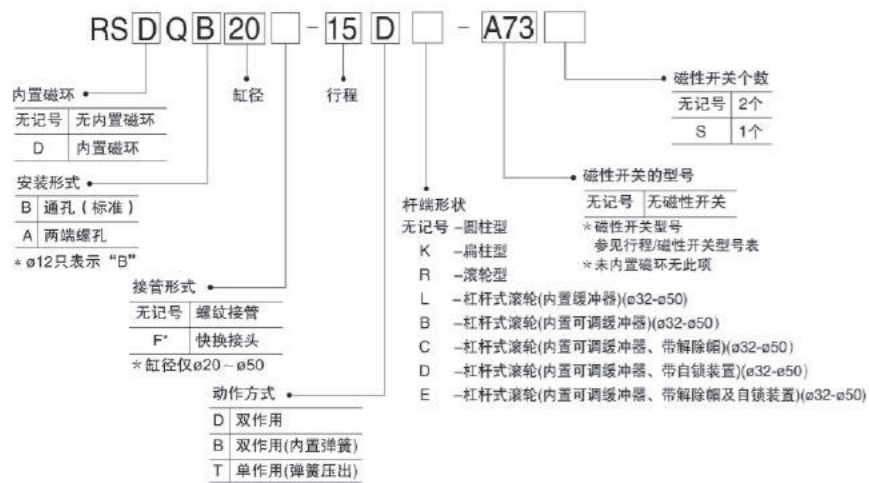 RSDQB20□-15D□-A73□
内置磁环
无记号 无内置磁环
D 内置磁环
安装形式
B 通孔(标准)
A 两端螺孔
*ø12只表示“B”
缸径
行程
接管形式
无记号 螺纹接管
F* 快换接头
*缸径仅ø20~ø50
动作方式
D 双作用
B 双作用(内置弹簧)
T 单作用(弹簧压出)
杆端形状
无记号 –圆柱型
K –扁柱型
R –滚轮型
L –杠杆式滚轮(内置缓冲器)(ø32-ø50)
B –杠杆式滚轮(内置可调缓冲器)(ø32-ø50)
C –杠杆式滚轮(内置可调缓冲器、带解除帽)(ø32-ø50)
D –杠杆式滚轮(内置可调缓冲器、带自锁装置)(ø32-ø50)
E –杠杆式滚轮(内置可调缓冲器、带解除帽及自锁装置)(ø32-ø50)
磁性开关的型号
无记号 无磁性开关
*磁性开关型号
参见行程/磁性开关型号表
*未内置磁环无此项
磁性开关个数
无记号 2个
S 1个